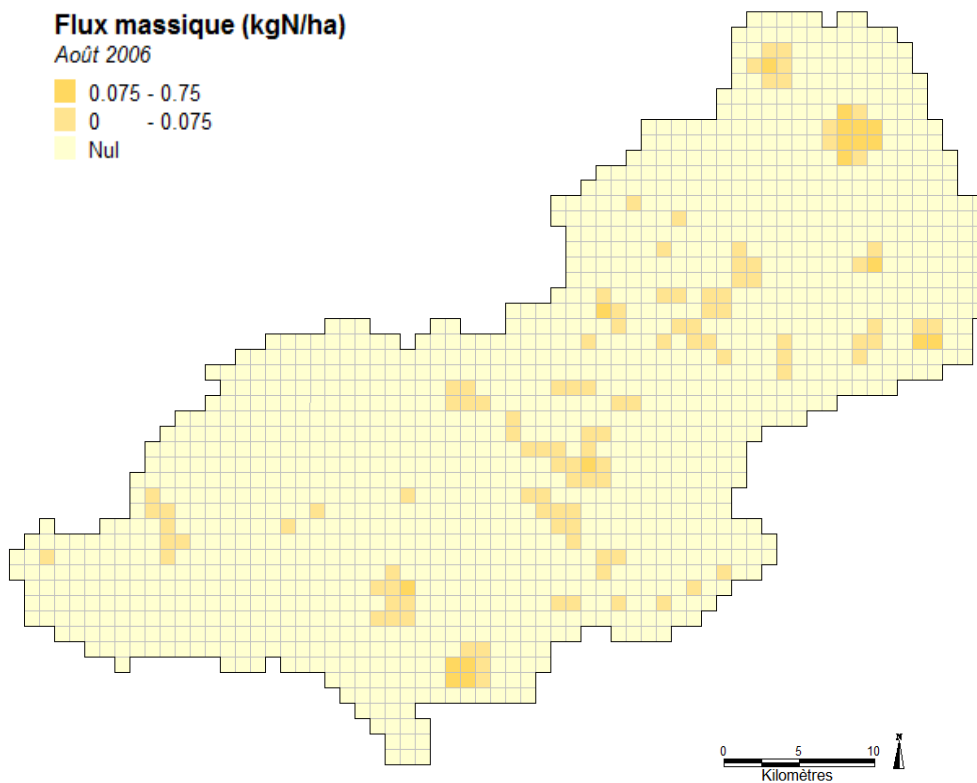 Flux massique (kgN/ha)
Août 2006
0.075 - 0.75
0 - 0.075
Nul
0 5 10
Kilomètres
N